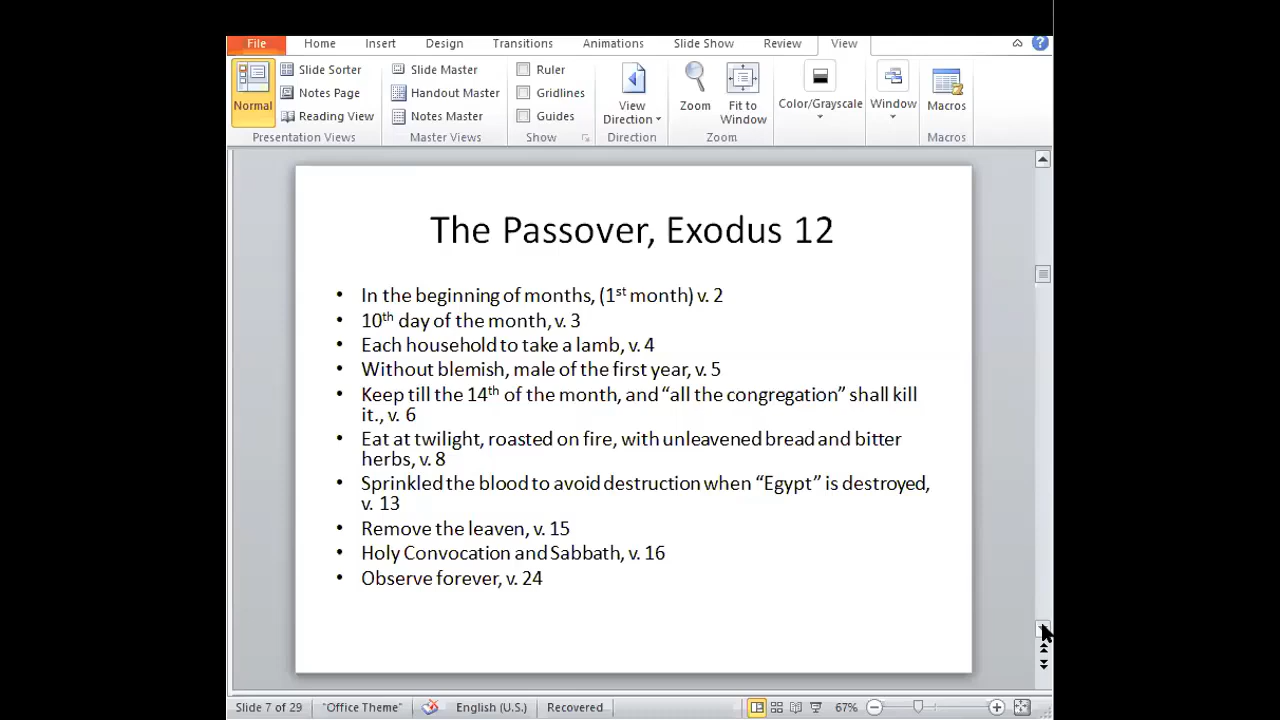 File Home Insert Design Transitions Animations Slide Show Review View
Normal
Slide Sorter
Notes Page
Reading View
Presentation Views
Slide Master
Handout Master
Notes Master
Master Views
Ruler
Gridlines
Guides
Show
View
Direction
Direction
Zoom
Fit to
Window
Zoom
Color/Grayscale
Window
Macros
Macros
The Passover, Exodus 12
• In the beginning of months, (1st month) v. 2
• 10th day of the month, v. 3
• Each household to take a lamb, v. 4
• Without blemish, male of the first year, v. 5
• Keep till the 14th of the month, and “all the congregation” shall kill
it., v. 6
• Eat at twilight, roasted on fire, with unleavened bread and bitter
herbs, v. 8
• Sprinkled the blood to avoid destruction when “Egypt” is destroyed,
v. 13
• Remove the leaven, v. 15
• Holy Convocation and Sabbath, v. 16
• Observe forever, v. 24
Slide 7 of 29 "Office Theme" English (U.S.) Recovered 67%